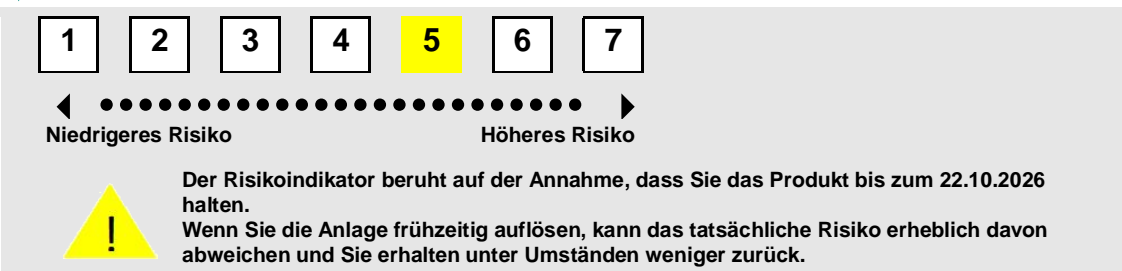 1 2 3 4 5 6 7
Niedrigeres Risiko Höheres Risiko
Der Risikoindikator beruht auf der Annahme, dass Sie das Produkt bis zum 22.10.2026
halten.
! Wenn Sie die Anlage frühzeitig auflösen, kann das tatsächliche Risiko erheblich davon
abweichen und Sie erhalten unter Umständen weniger zurück.